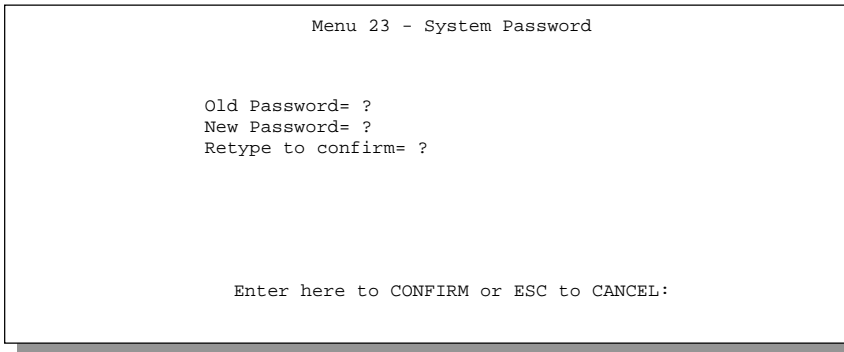 Menu 23 - System Password
Old Password= ?
New Password= ?
Retype to confirm= ?
Enter here to CONFIRM or ESC to CANCEL: